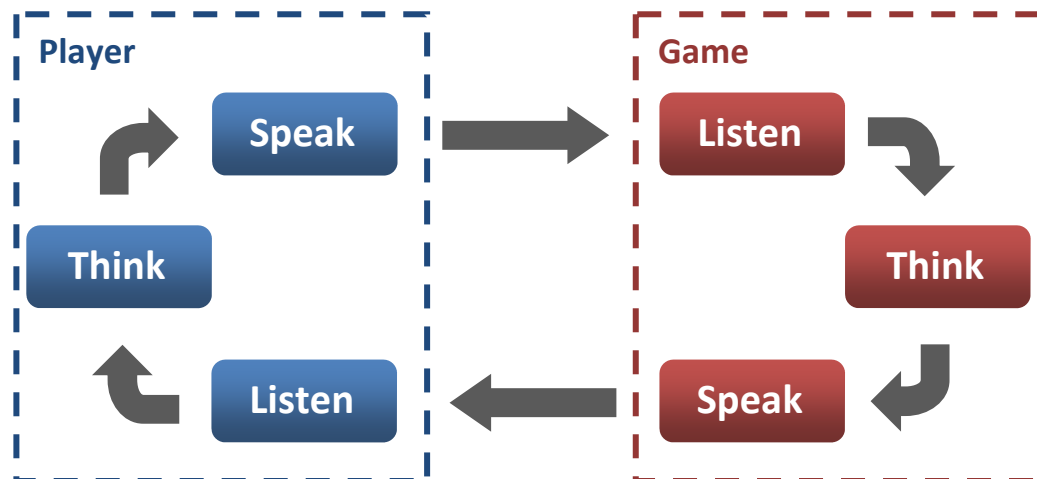 Player
Speak
Think
Listen
Game
Listen
Think
Speak